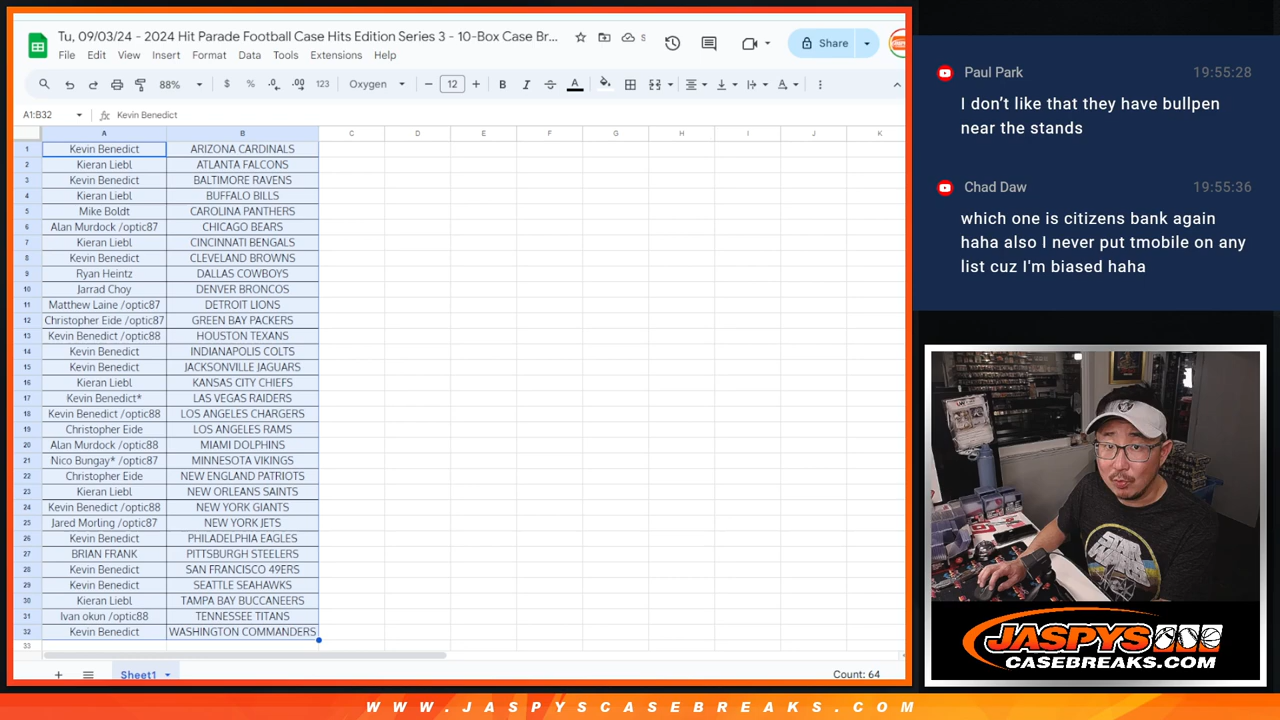 Tu, 09/03/24 - 2024 Hit Parade Football Case Hits Edition Series 3 - 10-Box Case Br...
S
Share
File Edit View Insert Format Data Tools Extensions Help
88% $ % .0 .00 123 Oxygen 12 B I A
A1:B32 Kevin Benedict
A B C D E F G H I J K
1 Kevin Benedict ARIZONA CARDINALS
2 Kieran Liebl ATLANTA FALCONS
3 Kevin Benedict BALTIMORE RAVENS
4 Kieran Liebl BUFFALO BILLS
5 Mike Boldt CAROLINA PANTHERS
6 Alan Murdock /optic87 CHICAGO BEARS
7 Kieran Liebl CINCINNATI BENGALS
8 Kevin Benedict CLEVELAND BROWNS
9 Ryan Heintz DALLAS COWBOYS
10 Jarrad Choy DENVER BRONCOS
11 Matthew Laine /optic87 DETROIT LIONS
12 Christopher Eide /optic87 GREEN BAY PACKERS
13 Kevin Benedict /optic88 HOUSTON TEXANS
14 Kevin Benedict INDIANAPOLIS COLTS
15 Kevin Benedict JACKSONVILLE JAGUARS
16 Kieran Liebl KANSAS CITY CHIEFS
17 Kevin Benedict* LAS VEGAS RAIDERS
18 Kevin Benedict /optic88 LOS ANGELES CHARGERS
19 Christopher Eide LOS ANGELES RAMS
20 Alan Murdock /optic88 MIAMI DOLPHINS
21 Nico Bungay* /optic87 MINNESOTA VIKINGS
22 Christopher Eide NEW ENGLAND PATRIOTS
23 Kieran Liebl NEW ORLEANS SAINTS
24 Kevin Benedict /optic88 NEW YORK GIANTS
25 Jared Morling /optic87 NEW YORK JETS
26 Kevin Benedict PHILADELPHIA EAGLES
27 BRIAN FRANK PITTSBURGH STEELERS
28 Kevin Benedict SAN FRANCISCO 49ERS
29 Kevin Benedict SEATTLE SEAHAWKS
30 Kieran Liebl TAMPA BAY BUCCANEERS
31 Ivan okun /optic88 TENNESSEE TITANS
32 Kevin Benedict WASHINGTON COMMANDERS
33
Sheet1 Count: 64
Paul Park 19:55:28
I don't like that they have bullpen
near the stands
Chad Daw 19:55:36
which one is citizens bank again
haha also I never put tmobile on any
list cuz I'm biased haha
STAR
JASPYS
CASEBREAKS.COM
WWW.JASPYSCASEBREAKS.COM